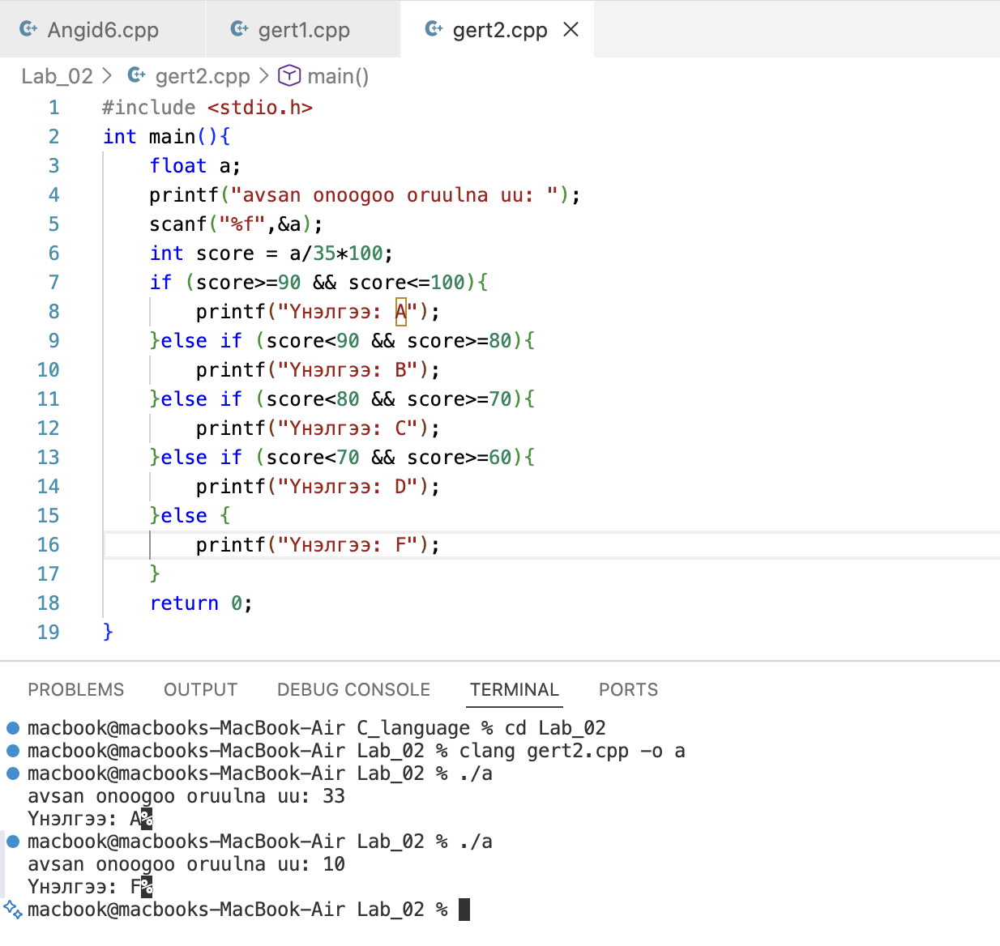 Angid6.cpp gert1.cpp gert2.cpp
Lab_02 > gert2.cpp > main()
1 #include <stdio.h>
2 int main(){
3     float a;
4     printf("avsan onoogoo oruulna uu: ");
5     scanf("%f",&a);
6     int score = a/35*100;
7     if (score>=90 && score<=100){
8         printf("Үнэлгээ: A");
9     }else if (score<90 && score>=80){
10         printf("Үнэлгээ: B");
11     }else if (score<80 && score>=70){
12         printf("Үнэлгээ: C");
13     }else if (score<70 && score>=60){
14         printf("Үнэлгээ: D");
15     }else {
16         printf("Үнэлгээ: F");
17     }
18     return 0;
19 }
PROBLEMS OUTPUT DEBUG CONSOLE TERMINAL PORTS
macbook@macbooks-MacBook-Air C_language % cd Lab_02
macbook@macbooks-MacBook-Air Lab_02 % clang gert2.cpp -o a
macbook@macbooks-MacBook-Air Lab_02 % ./a
avsan onoogoo oruulna uu: 33
Үнэлгээ: A%
macbook@macbooks-MacBook-Air Lab_02 % ./a
avsan onoogoo oruulna uu: 10
Үнэлгээ: F%
macbook@macbooks-MacBook-Air Lab_02 %